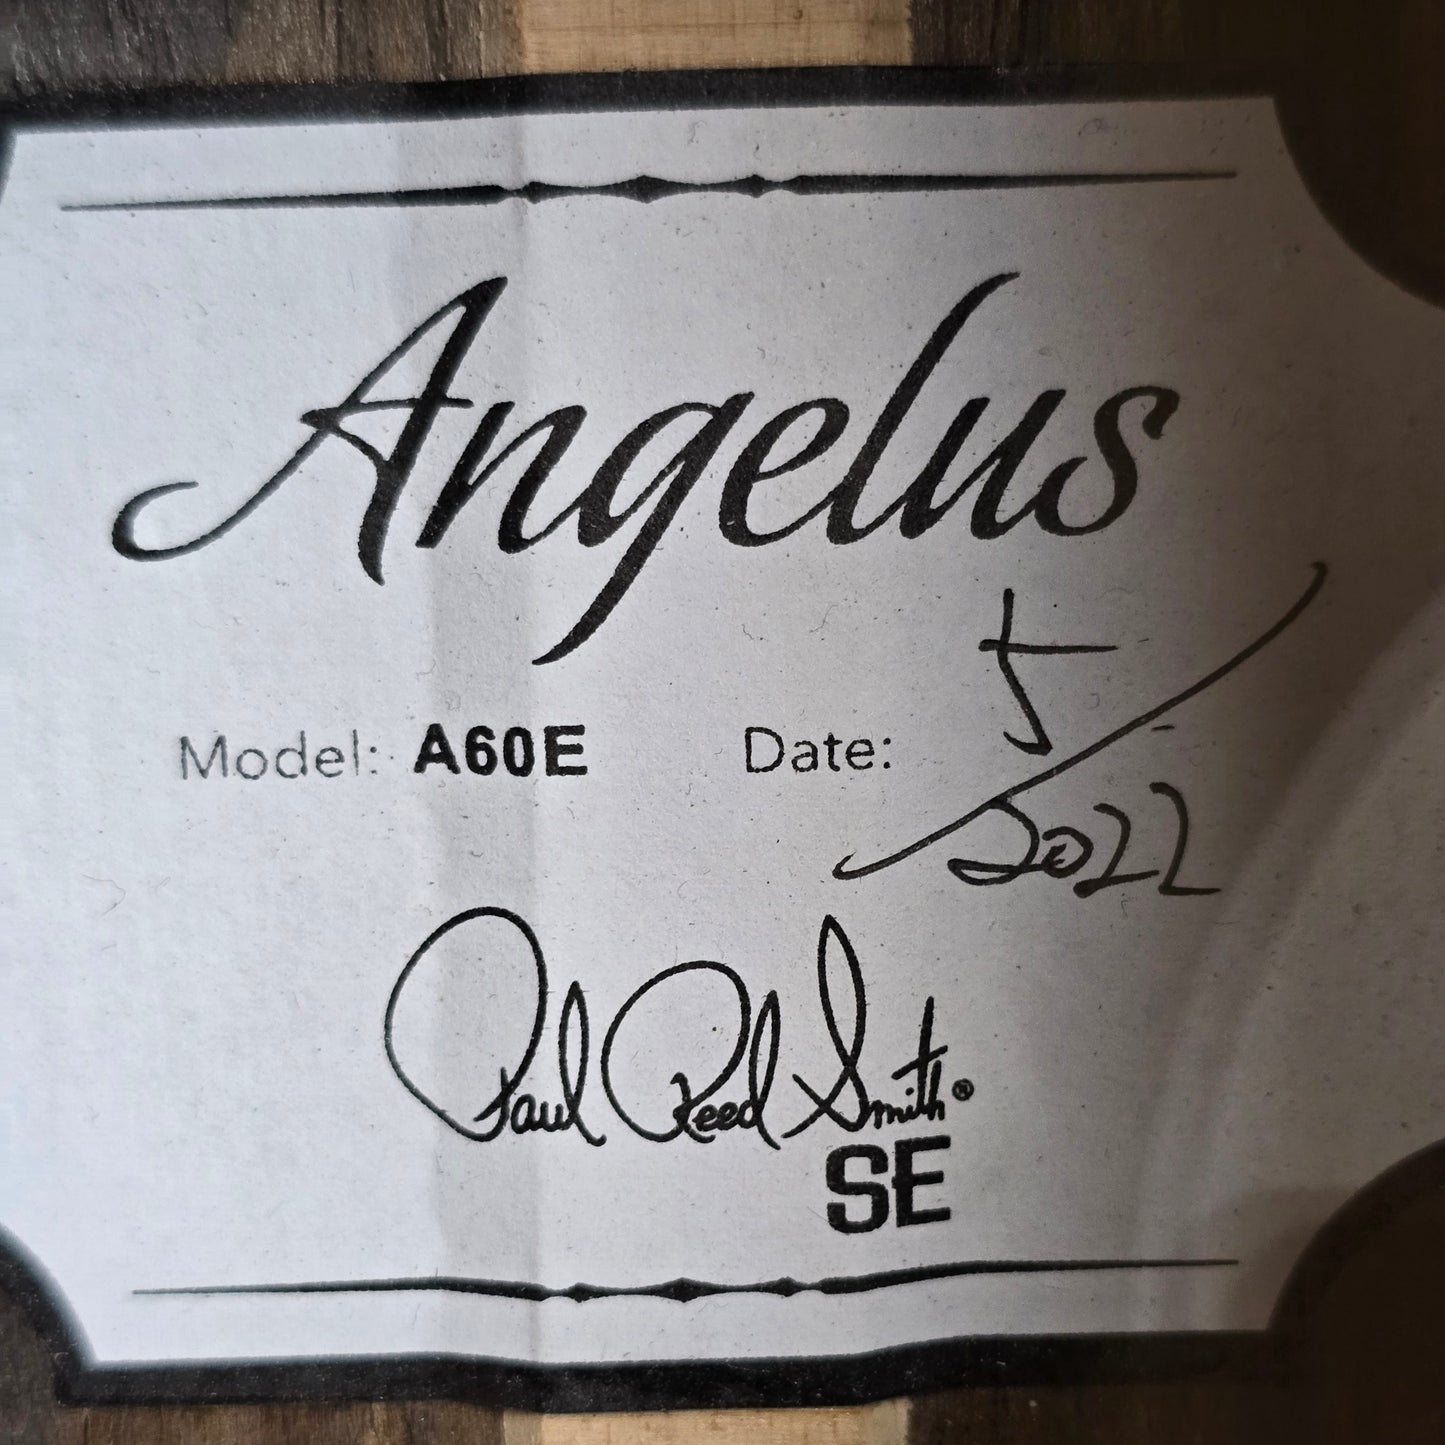 Angelus
Model: A60E Date: 5/2022
Paul Reed Smith®
SE